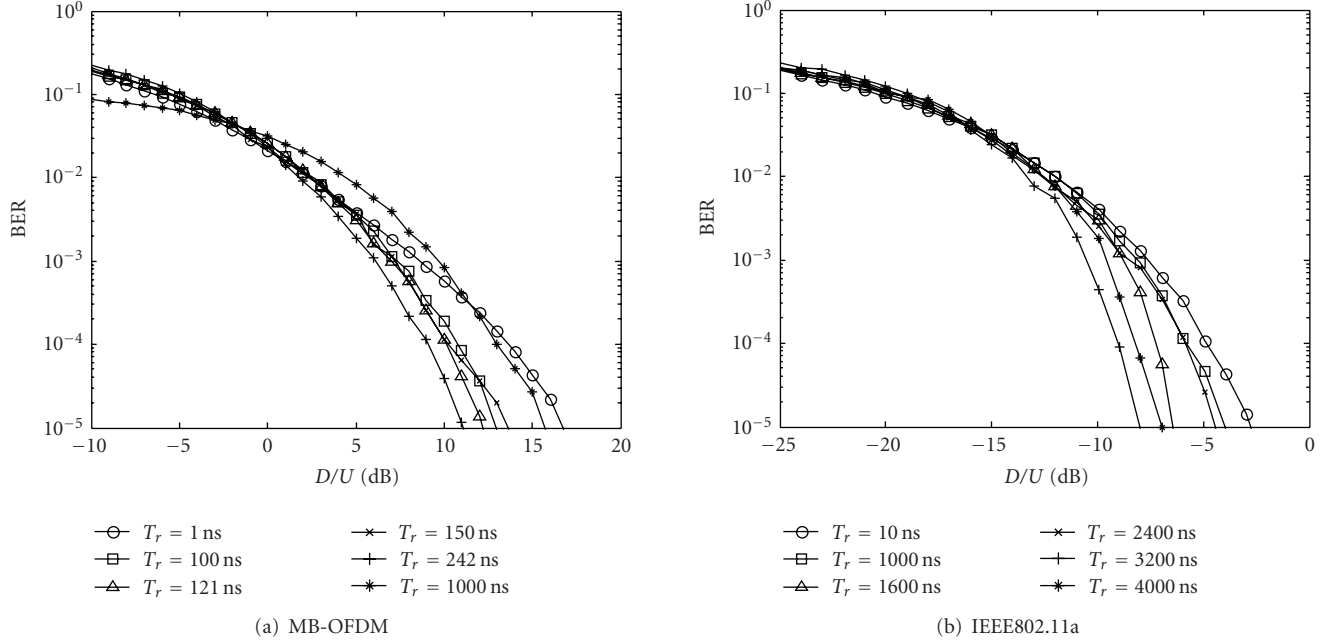 10^0
10^-1
10^-2
10^-3
10^-4
10^-5
BER
−10 −5 0 5 10 15 20
D/U (dB)
T_r = 1 ns
T_r = 100 ns
T_r = 121 ns
T_r = 150 ns
T_r = 242 ns
T_r = 1000 ns
(a) MB-OFDM
10^0
10^-1
10^-2
10^-3
10^-4
10^-5
BER
−25 −20 −15 −10 −5 0
D/U (dB)
T_r = 10 ns
T_r = 1000 ns
T_r = 1600 ns
T_r = 2400 ns
T_r = 3200 ns
T_r = 4000 ns
(b) IEEE802.11a